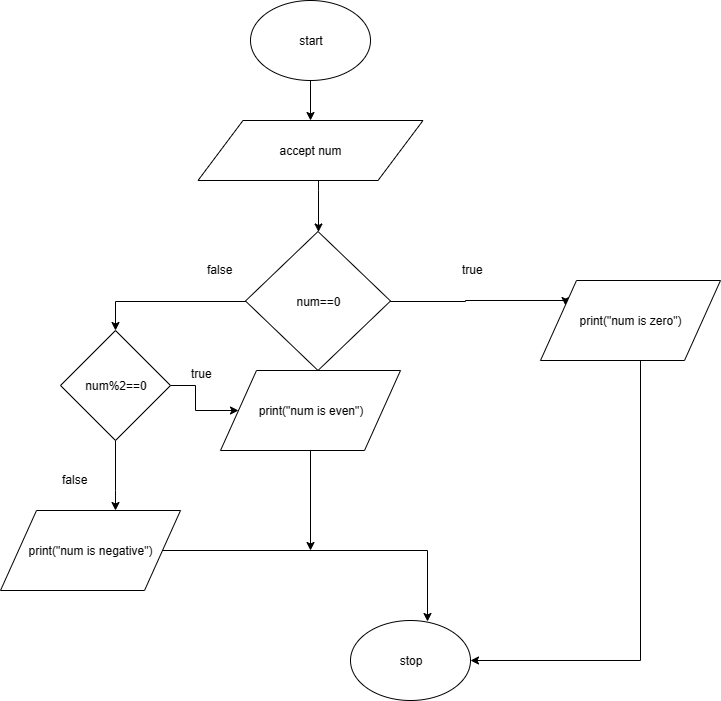 start
accept num
false
true
num==0
print("num is zero")
num%2==0
true
print("num is even")
false
print("num is negative")
stop